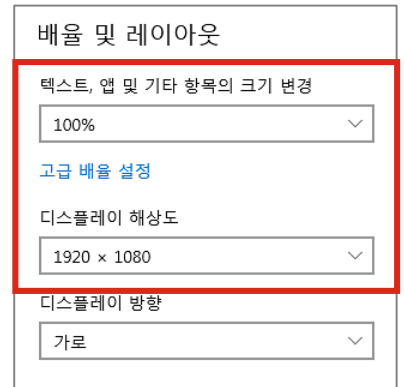 배율 및 레이아웃
텍스트, 앱 및 기타 항목의 크기 변경
100%
고급 배율 설정
디스플레이 해상도
1920 × 1080
디스플레이 방향
가로